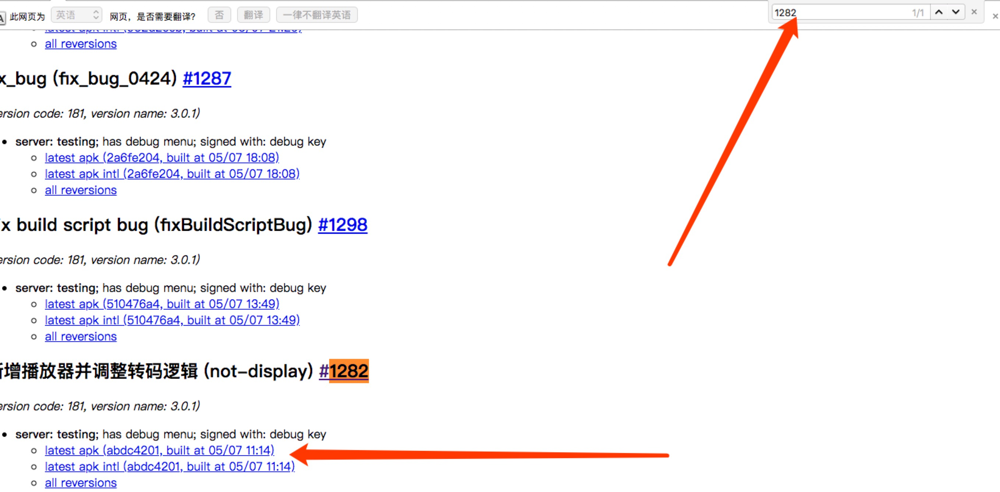 此网页为 英语 网页，是否需要翻译? 否 翻译 一律不翻译英语
1282 1/1
all reversions
x_bug (fix_bug_0424) #1287
ersion code: 181, version name: 3.0.1)
server: testing; has debug menu; signed with: debug key
latest apk (2a6fe204, built at 05/07 18:08)
latest apk intl (2a6fe204, built at 05/07 18:08)
all reversions
x build script bug (fixBuildScriptBug) #1298
ersion code: 181, version name: 3.0.1)
server: testing; has debug menu; signed with: debug key
latest apk (510476a4, built at 05/07 13:49)
latest apk intl (510476a4, built at 05/07 13:49)
all reversions
新增播放器并调整转码逻辑 (not-display) #1282
ersion code: 181, version name: 3.0.1)
server: testing; has debug menu; signed with: debug key
latest apk (abdc4201, built at 05/07 11:14)
latest apk intl (abdc4201, built at 05/07 11:14)
all reversions